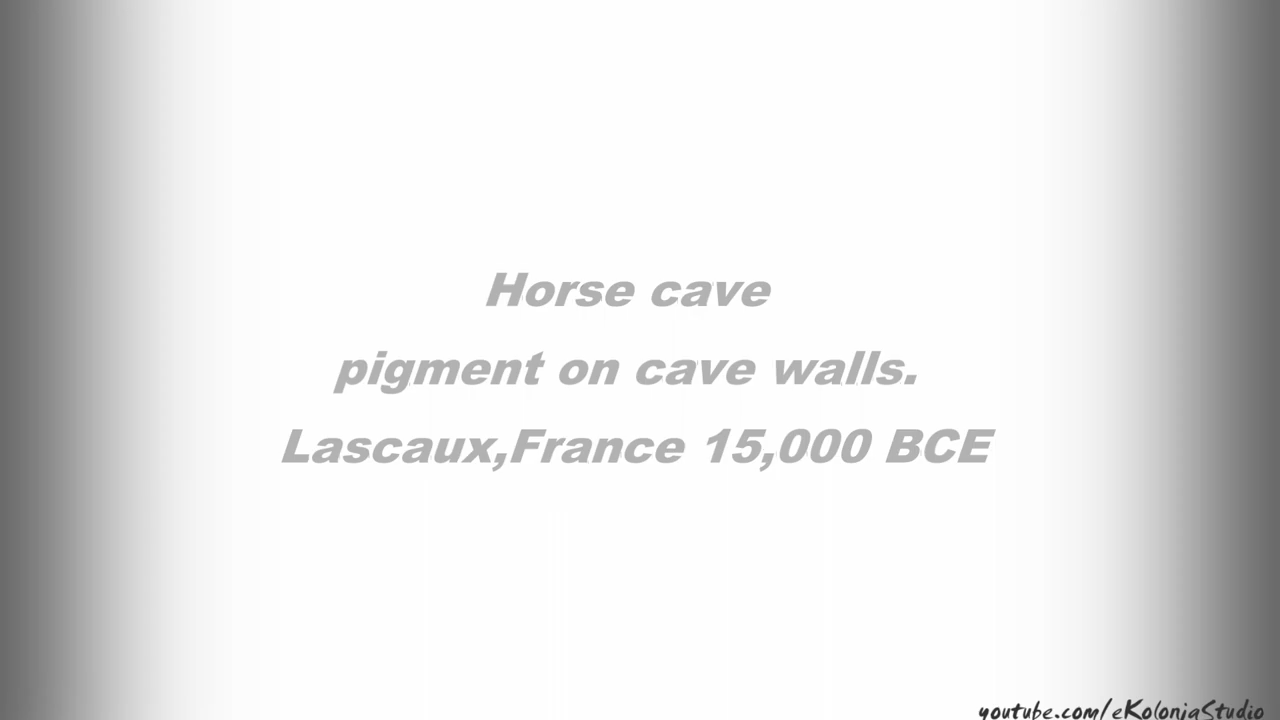 Horse cave
pigment on cave walls.
Lascaux,France 15,000 BCE
youtube.com/eKolonjaStudio